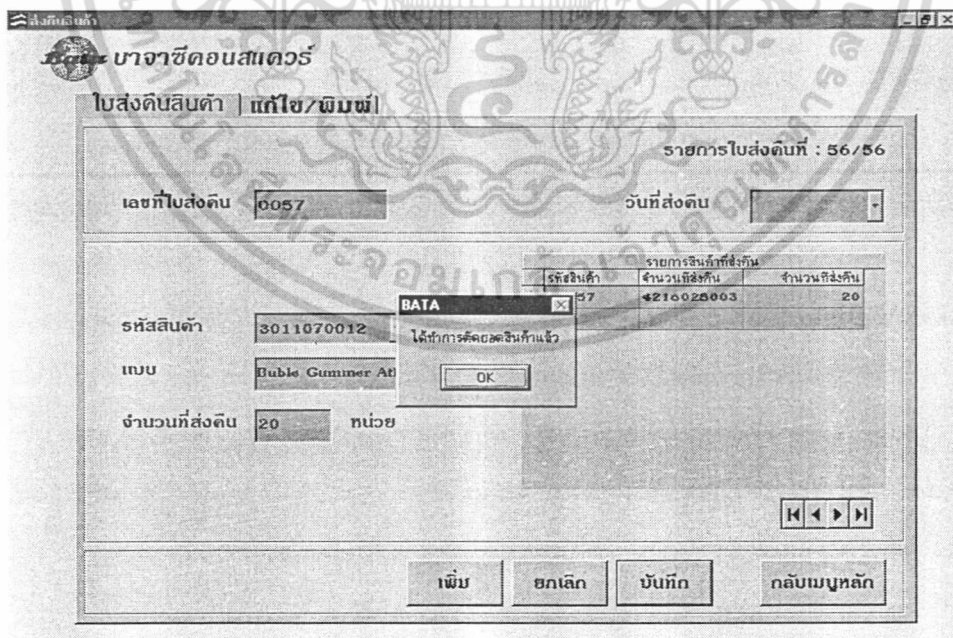 ส่งคืนสินค้า
Bata บาจาซีคอนสแควร์
ใบส่งคืนสินค้า แก้ไข/พิมพ์
รายการใบส่งคืนที่ : 56/56
เลขที่ใบส่งคืน 0057
วันที่ส่งคืน
รายการสินค้าที่ส่งคืน
รหัสสินค้า จำนวนที่ส่งคืน จำนวนที่ส่งคืน
57 4216028003 20
รหัสสินค้า 3011070012
แบบ Buble Gummer
จำนวนที่ส่งคืน 20 หน่วย
BATA
ได้ทำการตัดยอดสินค้าแล้ว
OK
เพิ่ม ยกเลิก บันทึก กลับเมนูหลัก